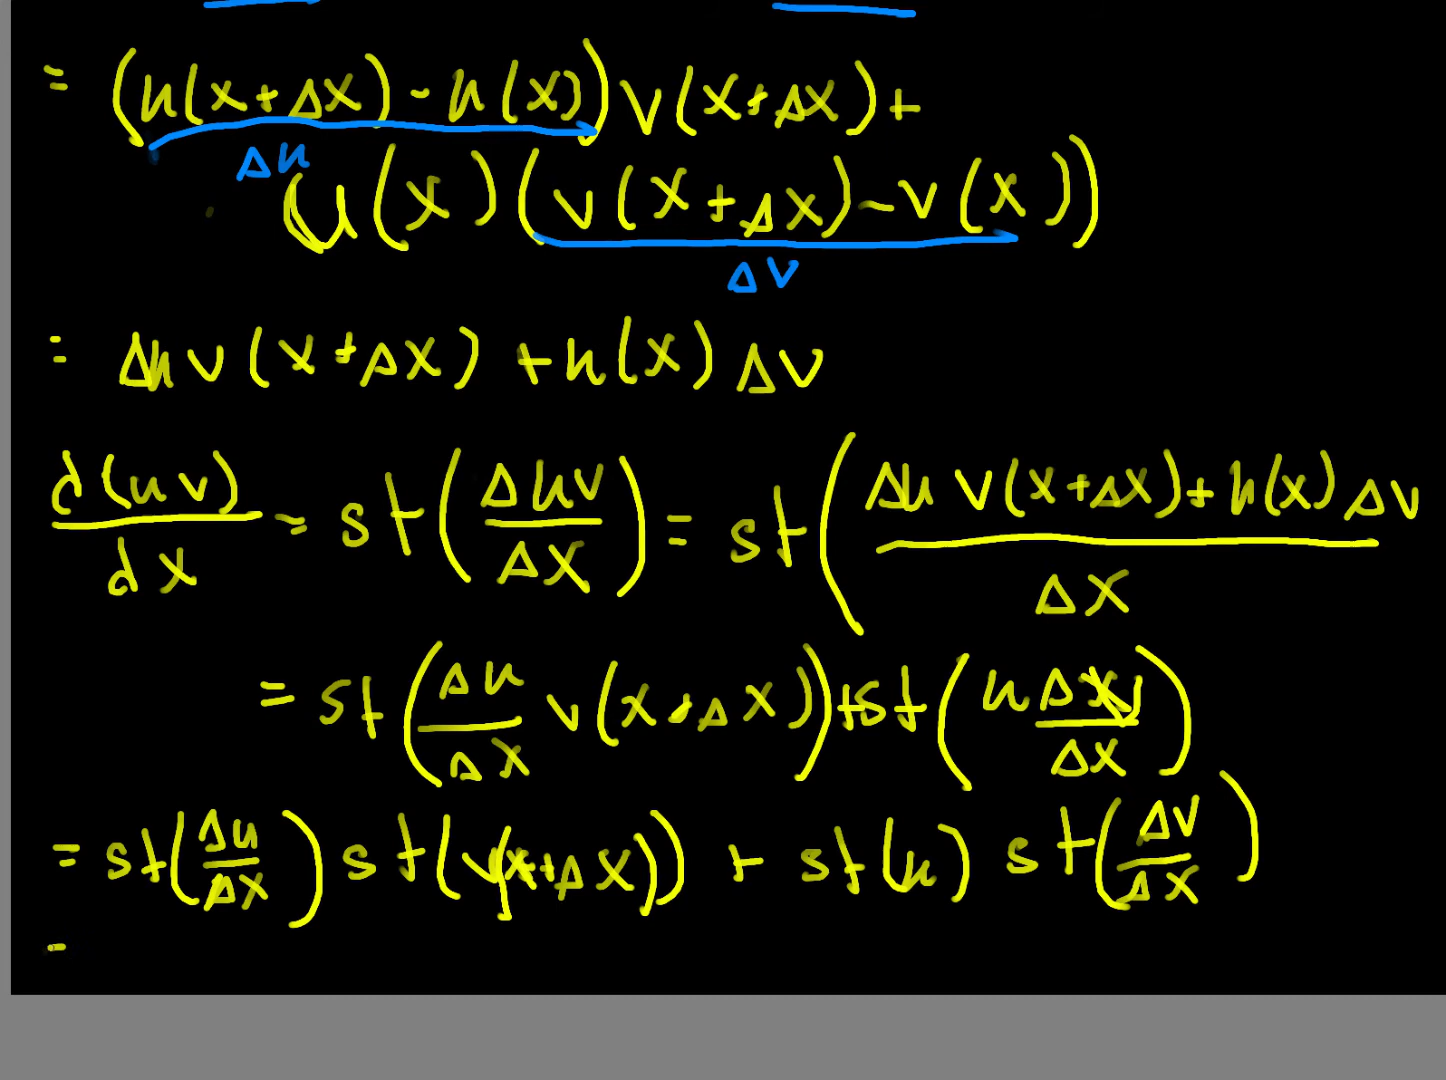 = (u(x+Δx)-u(x))v(x+Δx)+
Δu
u(x)(v(x+Δx)-v(x))
Δv
= Δu v(x+Δx) + u(x) Δv
d(uv)/dx = st(Δuv/Δx) = st((Δu v(x+Δx)+u(x)Δv)/Δx)
= st(Δu/Δx v(x+Δx))+st(u Δv/Δx)
= st(Δu/Δx) st(v(x+Δx)) + st(u) st(Δv/Δx)
-